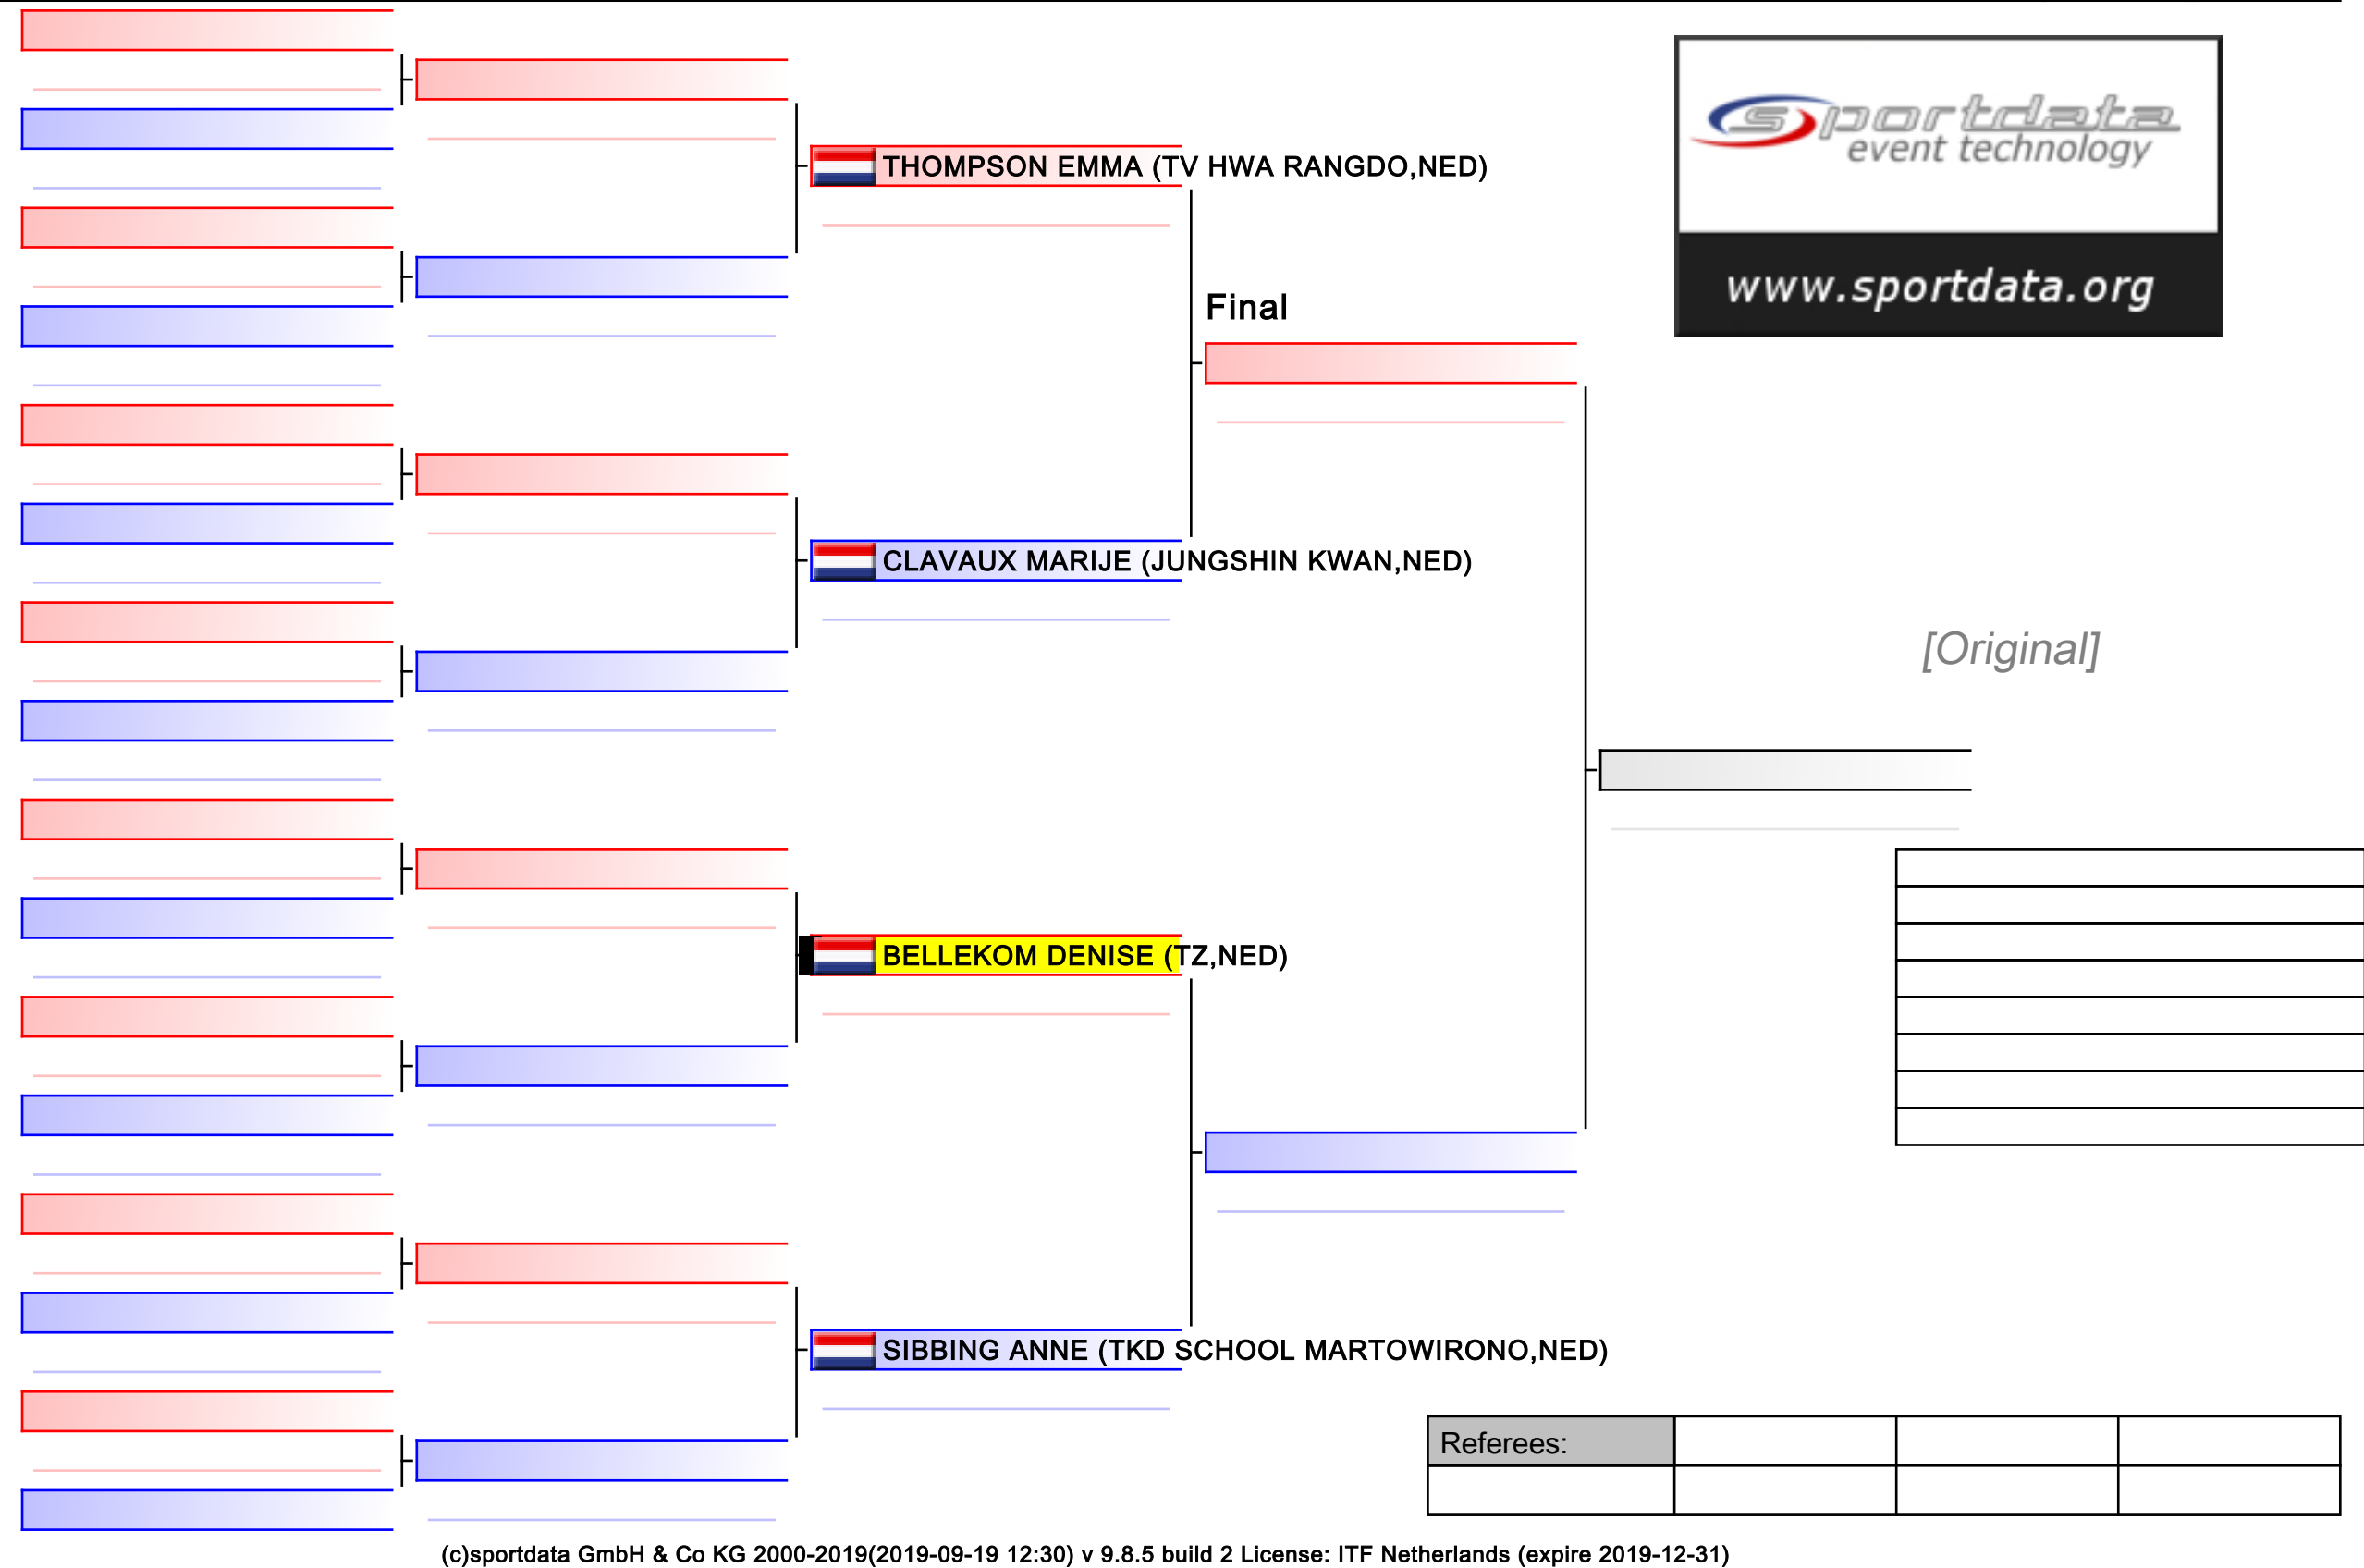 sportdata
event technology
www.sportdata.org
THOMPSON EMMA (TV HWA RANGDO,NED)
Final
CLAVAUX MARIJE (JUNGSHIN KWAN,NED)
[Original]
BELLEKOM DENISE (TZ,NED)
SIBBING ANNE (TKD SCHOOL MARTOWIRONO,NED)
Referees:
(c)sportdata GmbH & Co KG 2000-2019(2019-09-19 12:30) v 9.8.5 build 2 License: ITF Netherlands (expire 2019-12-31)